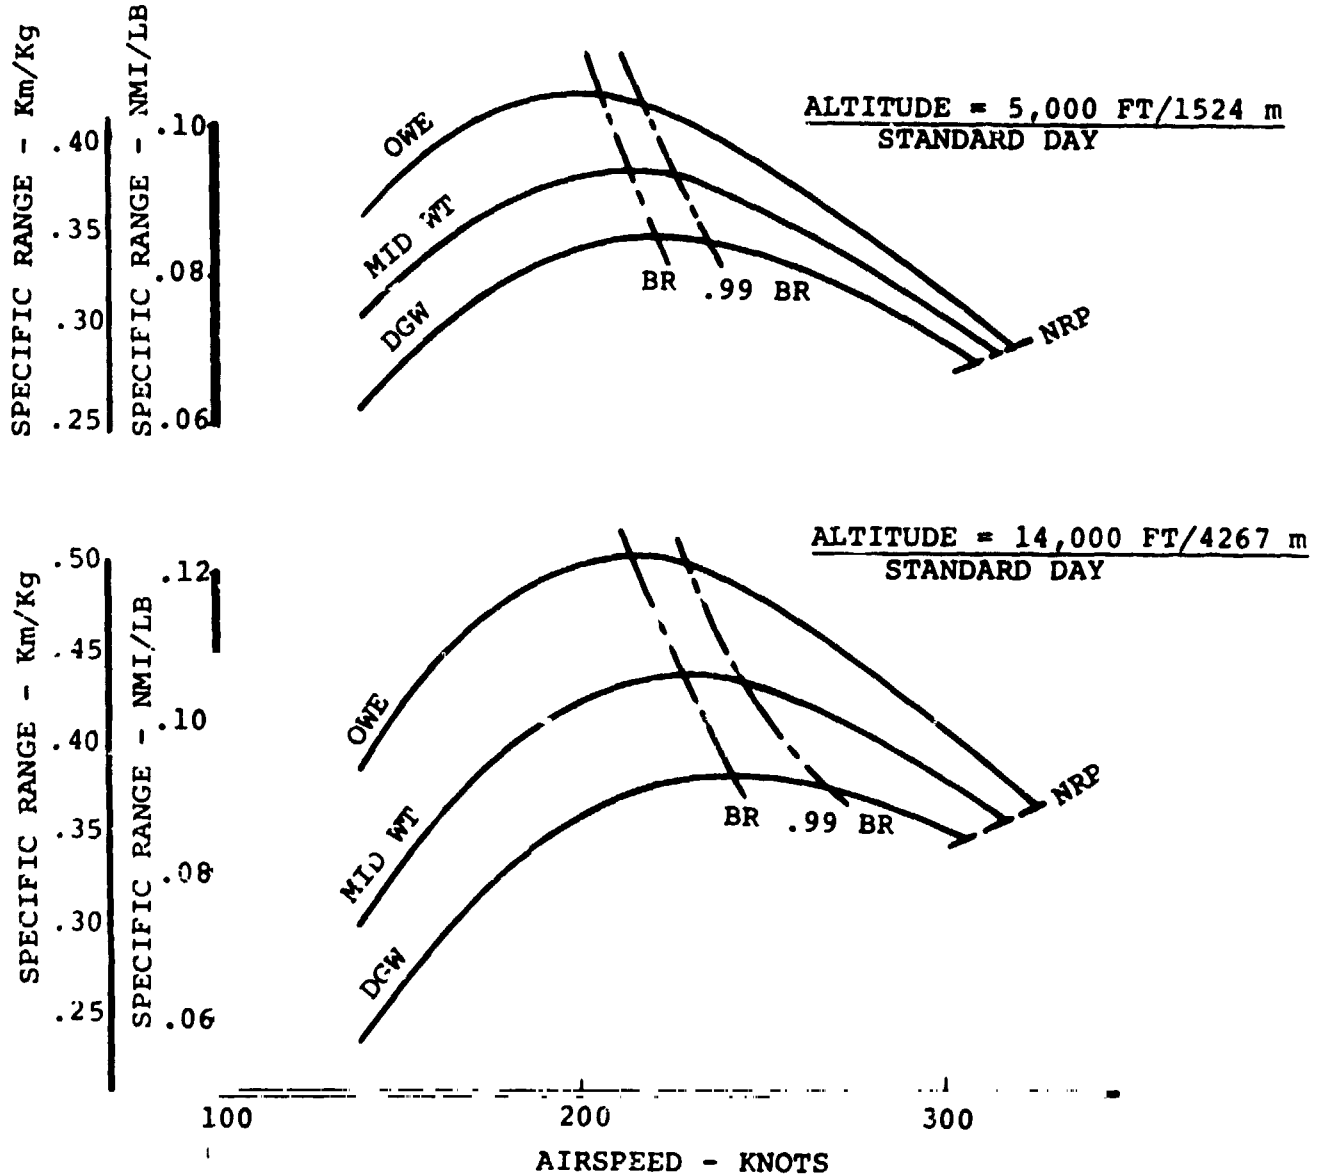 SPECIFIC RANGE - Km/Kg
.40
.35
.30
.25
SPECIFIC RANGE - NMI/LB
.10
.08
.06
ALTITUDE = 5,000 FT/1524 m
STANDARD DAY
OWE
MID WT
DGW
BR
.99 BR
NRP
SPECIFIC RANGE - Km/Kg
.50
.45
.40
.35
.30
.25
SPECIFIC RANGE - NMI/LB
.12
.10
.08
.06
ALTITUDE = 14,000 FT/4267 m
STANDARD DAY
OWE
MID WT
DGW
BR
.99 BR
NRP
100
200
300
AIRSPEED - KNOTS